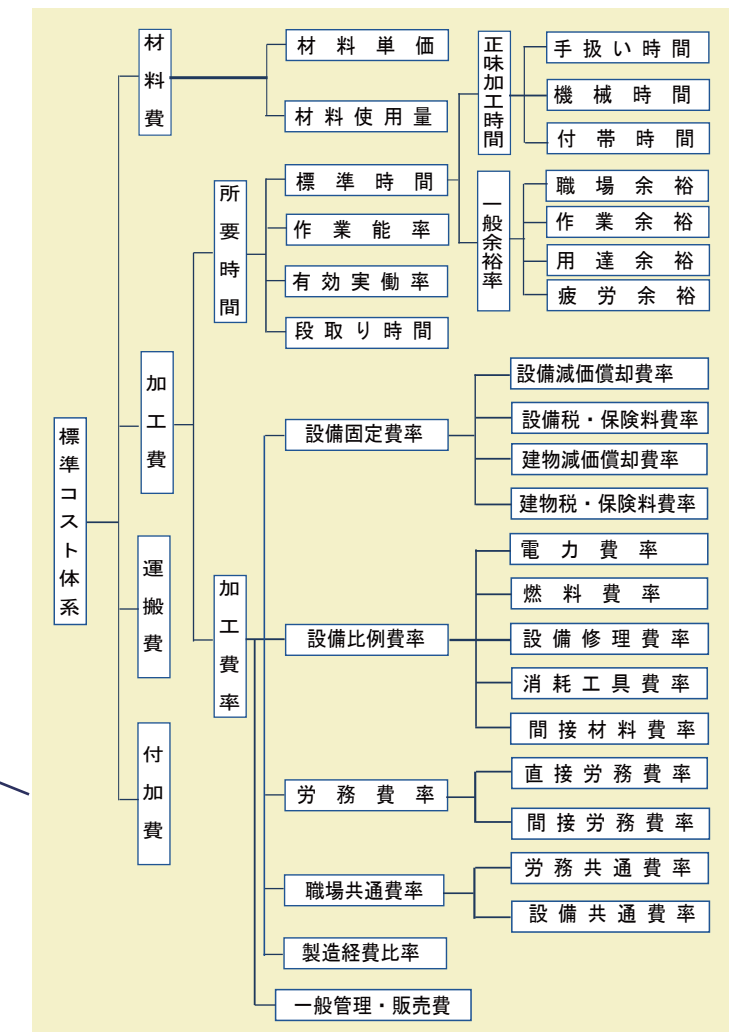 標準コスト体系
材料費
材料単価
材料使用量
加工費
所要時間
標準時間
正味加工時間
手扱い時間
機械時間
付帯時間
一般余裕率
職場余裕
作業余裕
用達余裕
疲労余裕
作業能率
有効実働率
段取り時間
加工費率
設備固定費率
設備減価償却費率
設備税・保険料費率
建物減価償却費率
建物税・保険料費率
設備比例費率
電力費率
燃料費率
設備修理費率
消耗工具費率
間接材料費率
労務費率
直接労務費率
間接労務費率
職場共通費率
労務共通費率
設備共通費率
製造経費比率
一般管理・販売費
運搬費
付加費